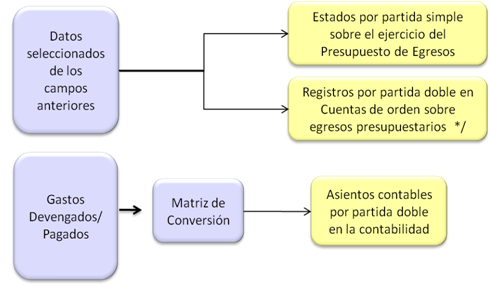 Datos
seleccionados
de los
campos
anteriores
Estados por partida simple
sobre el ejercicio del
Presupuesto de Egresos
Registros por partida doble en
Cuentas de orden sobre
egresos presupuestarios */
Gastos
Devengados/
Pagados
Matriz de
Conversión
Asientos contables
por partida doble
en la contabilidad